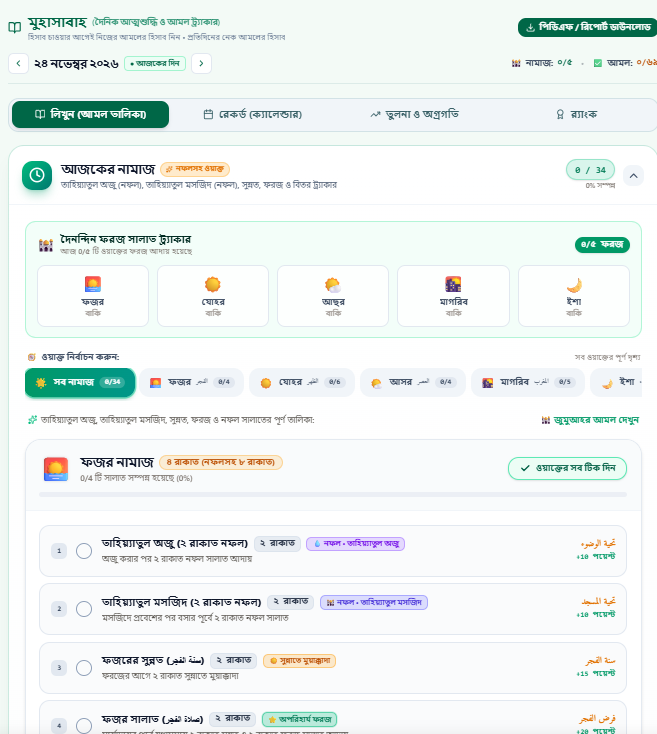 মুহাসাবাহ (দৈনিক আত্মশুদ্ধি ও আমল ট্র্যাকার)
হিসাব চাওয়ার আগেই নিজের আমলের হিসাব নিন • প্রতিদিনের নেক আমলের হিসাব
পিডিএফ / রিপোর্ট ডাউনলোড
২৪ নভেম্বর ২০২৬ • আজকের দিন
নামাজ: ০/৫ • আমল: ০/৬৯
লিখুন (আমল তালিকা)
রেকর্ড (ক্যালেন্ডার)
তুলনা ও অগ্রগতি
র‍্যাংক
আজকের নামাজ নফলসহ ওয়াক্ত
তাহিয়্যাতুল অজু (নফল), তাহিয়্যাতুল মসজিদ (নফল), সুন্নত, ফরজ ও বিতর ট্র্যাকার
0 / 34
0% সম্পন্ন
দৈনন্দিন ফরজ সালাত ট্র্যাকার
আজ 0/৫ টি ওয়াক্তের ফরজ আদায় হয়েছে
0/৫ ফরজ
ফজর
বাকি
যোহর
বাকি
আছর
বাকি
মাগরিব
বাকি
ইশা
বাকি
ওয়াক্ত নির্বাচন করুন:
সব ওয়াক্তের পূর্ণ দৃশ্য
সব নামাজ 0/34
ফজর الفجر 0/4
যোহর الظهر 0/6
আসর العصر 0/4
মাগরিব المغرب 0/5
ইশা
তাহিয়্যাতুল অজু, তাহিয়্যাতুল মসজিদ, সুন্নত, ফরজ ও নফল সালাতের পূর্ণ তালিকা:
জুমুআহর আমল দেখুন
ফজর নামাজ ৪ রাকাত (নফলসহ ৮ রাকাত)
0/4 টি সালাত সম্পন্ন হয়েছে (0%)
ওয়াক্তের সব টিক দিন
1 তাহিয়্যাতুল অজু (২ রাকাত নফল) ২ রাকাত নফল • তাহিয়্যাতুল অজু
অজু করার পর ২ রাকাত নফল সালাত আদায়
تحية الوضوء
+10 পয়েন্ট
2 তাহিয়্যাতুল মসজিদ (২ রাকাত নফল) ২ রাকাত নফল • তাহিয়্যাতুল মসজিদ
মসজিদে প্রবেশের পর বসার পূর্বে ২ রাকাত নফল সালাত
تحية المسجد
+10 পয়েন্ট
3 ফজরের সুন্নত (سنة الفجر) ২ রাকাত সুন্নাতে মুয়াক্কাদা
ফরজের আগে ২ রাকাত সুন্নাতে মুয়াক্কাদা
سنة الفجر
+15 পয়েন্ট
4 ফজর সালাত (صلاة الفجر) ২ রাকাত অপরিহার্য ফরজ
فرض الفجر
+20 পয়েন্ট